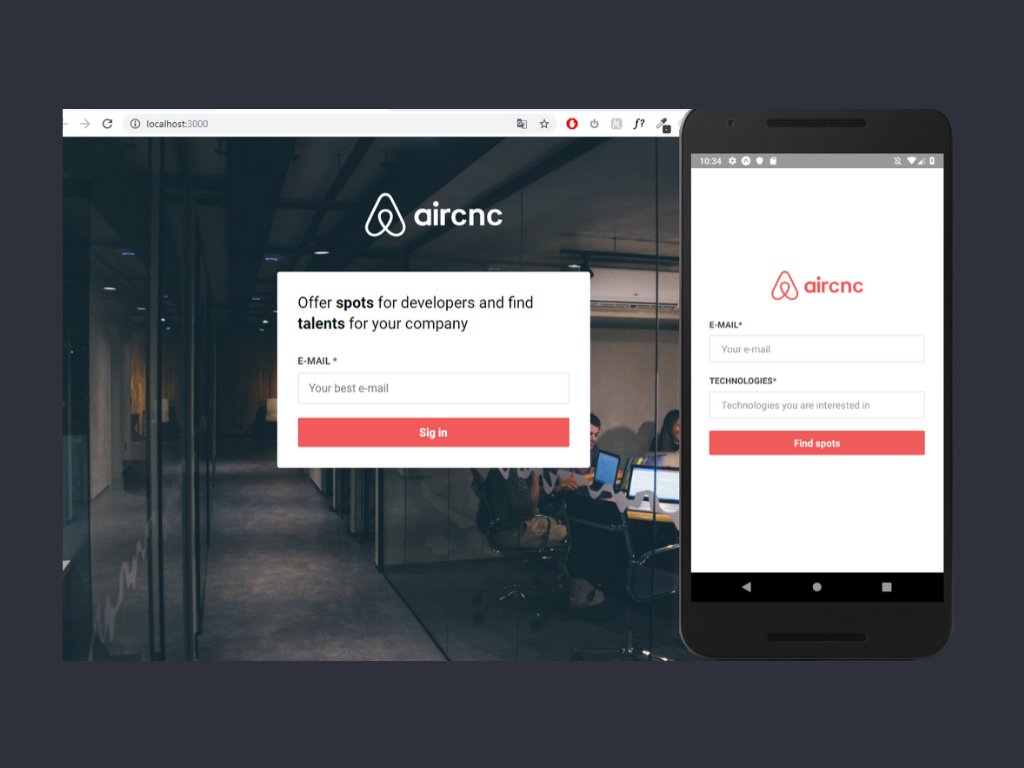 localhost:3000
aircnc
Offer spots for developers and find
talents for your company
E-MAIL *
Your best e-mail
Sig in
10:34
aircnc
E-MAIL*
Your e-mail
TECHNOLOGIES*
Technologies you are interested in
Find spots
f?